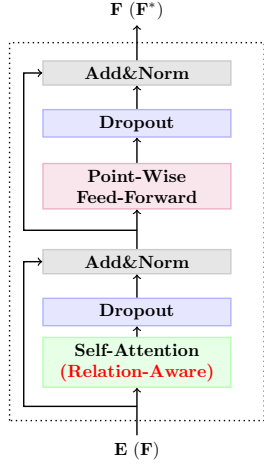 F (F*)
Add&Norm
Dropout
Point-Wise
Feed-Forward
Add&Norm
Dropout
Self-Attention
(Relation-Aware)
E (F)